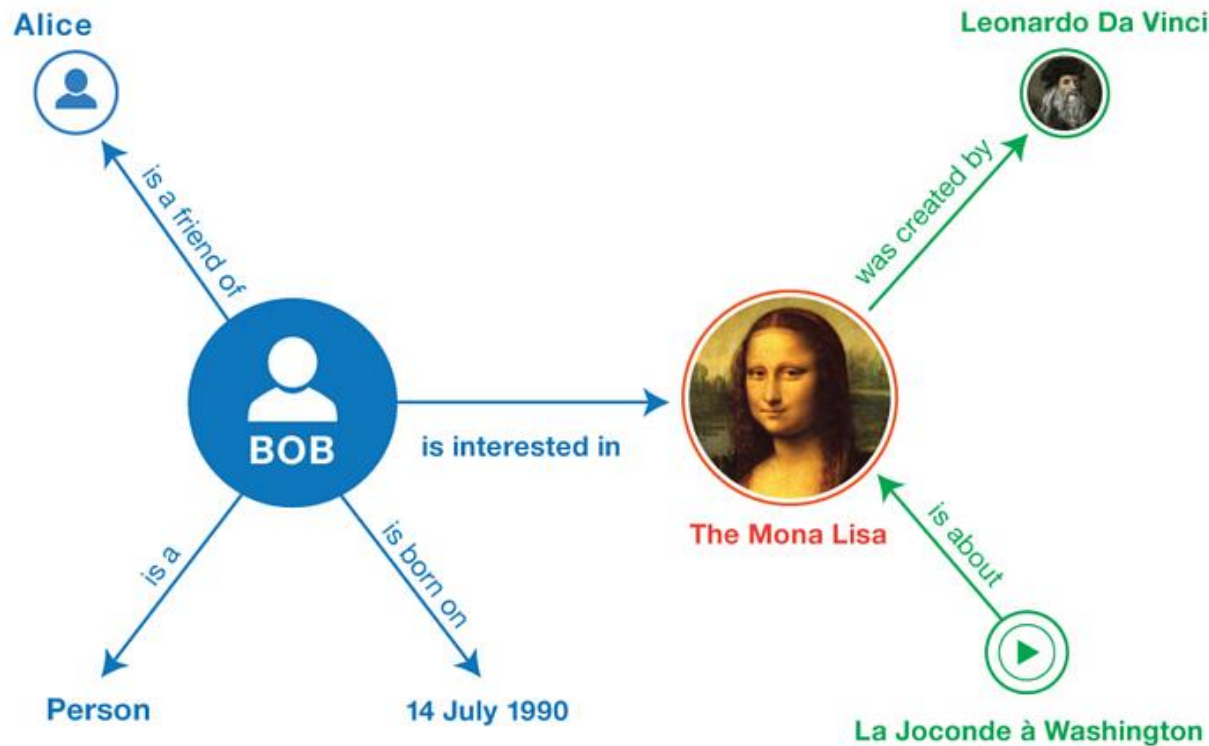 Alice
Leonardo Da Vinci
is a friend of
was created by
BOB
is interested in
The Mona Lisa
is a
is born on
is about
Person
14 July 1990
La Joconde à Washington